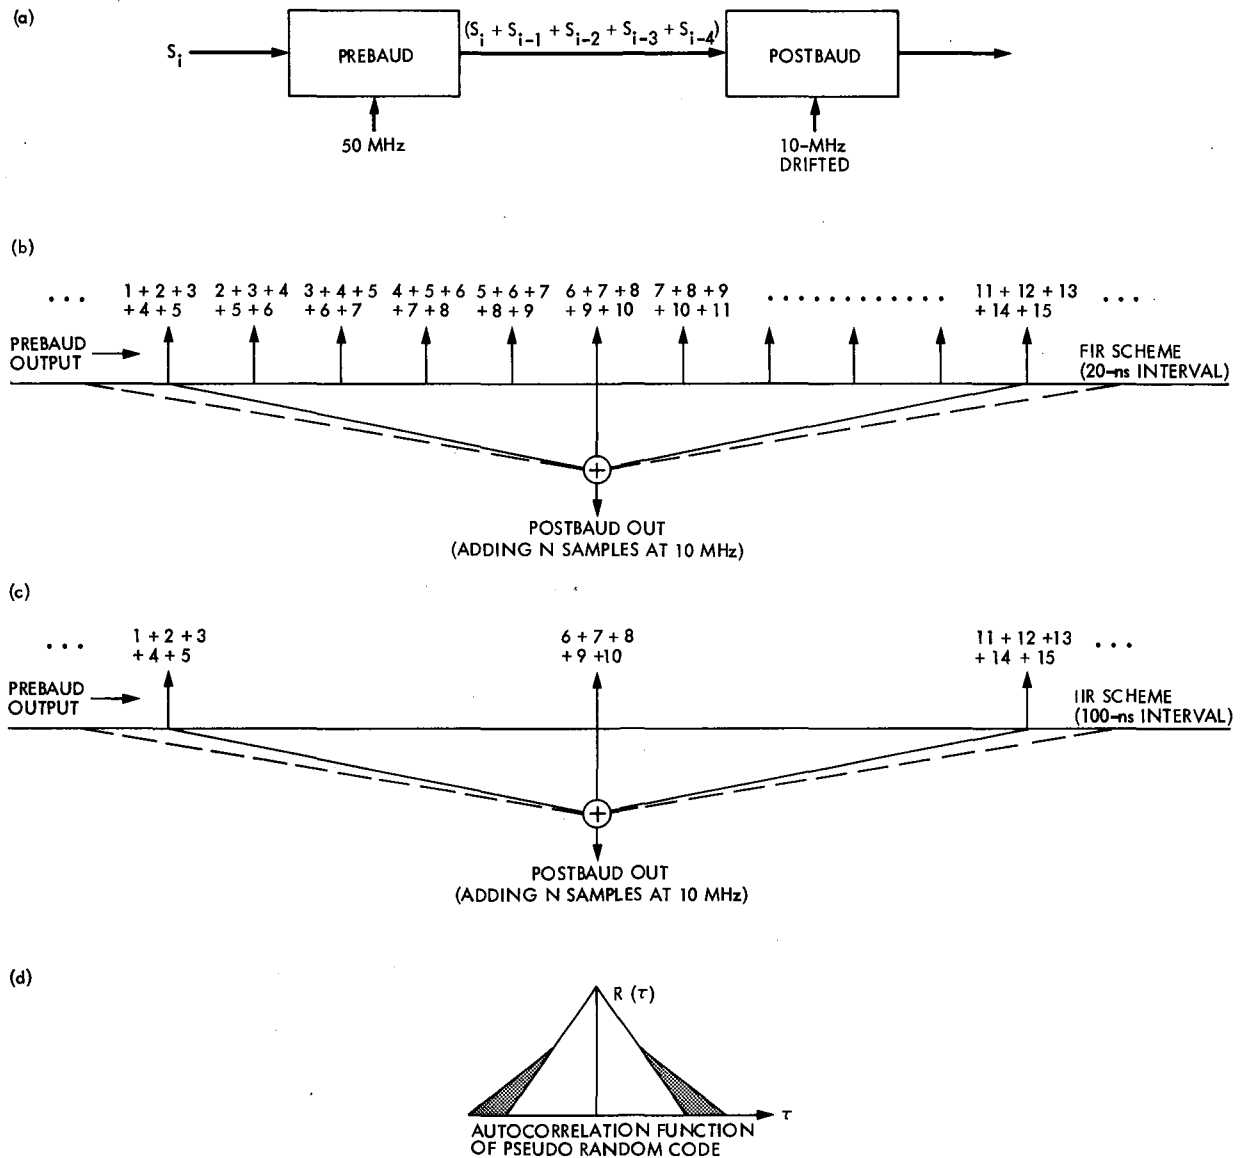 (a)
(S_i + S_{i-1} + S_{i-2} + S_{i-3} + S_{i-4})
S_i
PREBAUD
POSTBAUD
50 MHz
10-MHz
DRIFTED
(b)
... 1 + 2 + 3 2 + 3 + 4 3 + 4 + 5 4 + 5 + 6 5 + 6 + 7 6 + 7 + 8 7 + 8 + 9 ............ 11 + 12 + 13 ...
+ 4 + 5 + 5 + 6 + 6 + 7 + 7 + 8 + 8 + 9 + 9 + 10 + 10 + 11 + 14 + 15
PREBAUD
OUTPUT
FIR SCHEME
(20-ns INTERVAL)
+
POSTBAUD OUT
(ADDING N SAMPLES AT 10 MHz)
(c)
... 1 + 2 + 3 6 + 7 + 8 11 + 12 + 13 ...
+ 4 + 5 + 9 + 10 + 14 + 15
PREBAUD
OUTPUT
IIR SCHEME
(100-ns INTERVAL)
+
POSTBAUD OUT
(ADDING N SAMPLES AT 10 MHz)
(d)
R (τ)
τ
AUTOCORRELATION FUNCTION
OF PSEUDO RANDOM CODE